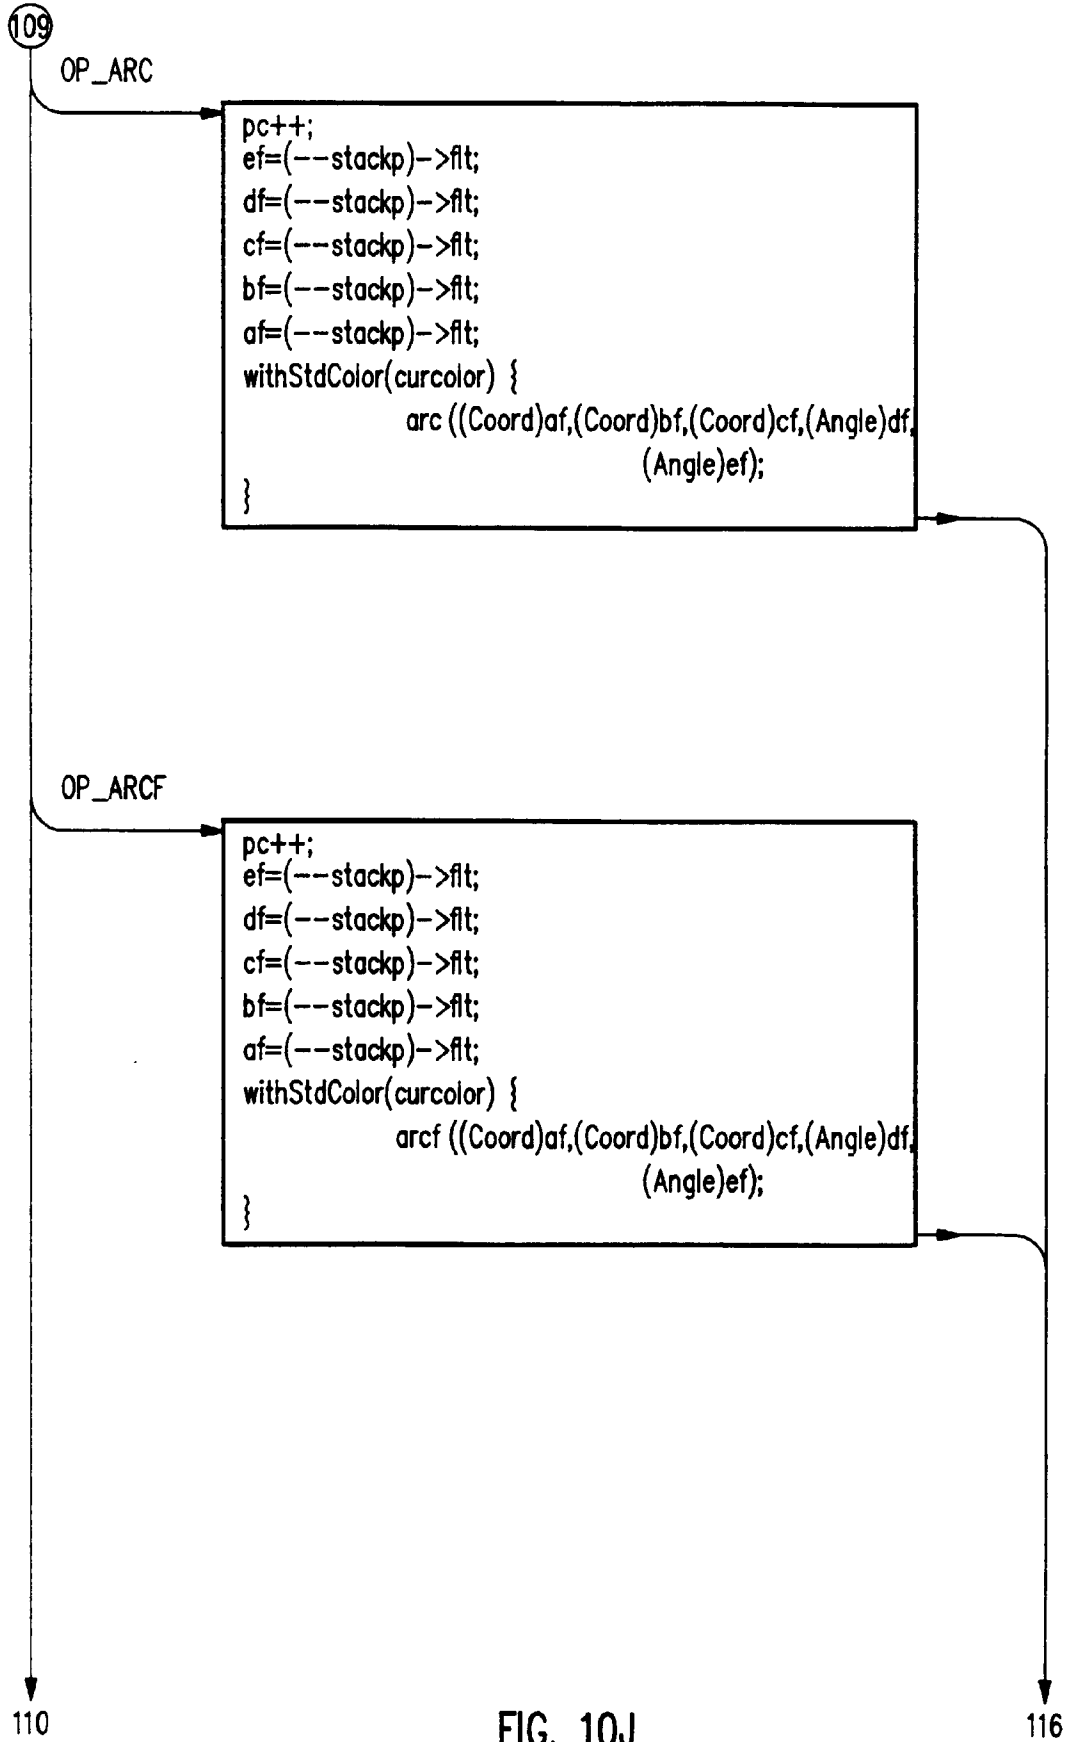 109
OP_ARC
pc++;
ef=(--stackp)->flt;
df=(--stackp)->flt;
cf=(--stackp)->flt;
bf=(--stackp)->flt;
af=(--stackp)->flt;
withStdColor(curcolor) {
arc ((Coord)af,(Coord)bf,(Coord)cf,(Angle)df,
(Angle)ef);
}
OP_ARCF
pc++;
ef=(--stackp)->flt;
df=(--stackp)->flt;
cf=(--stackp)->flt;
bf=(--stackp)->flt;
af=(--stackp)->flt;
withStdColor(curcolor) {
arcf ((Coord)af,(Coord)bf,(Coord)cf,(Angle)df,
(Angle)ef);
}
110
FIG. 10J
116